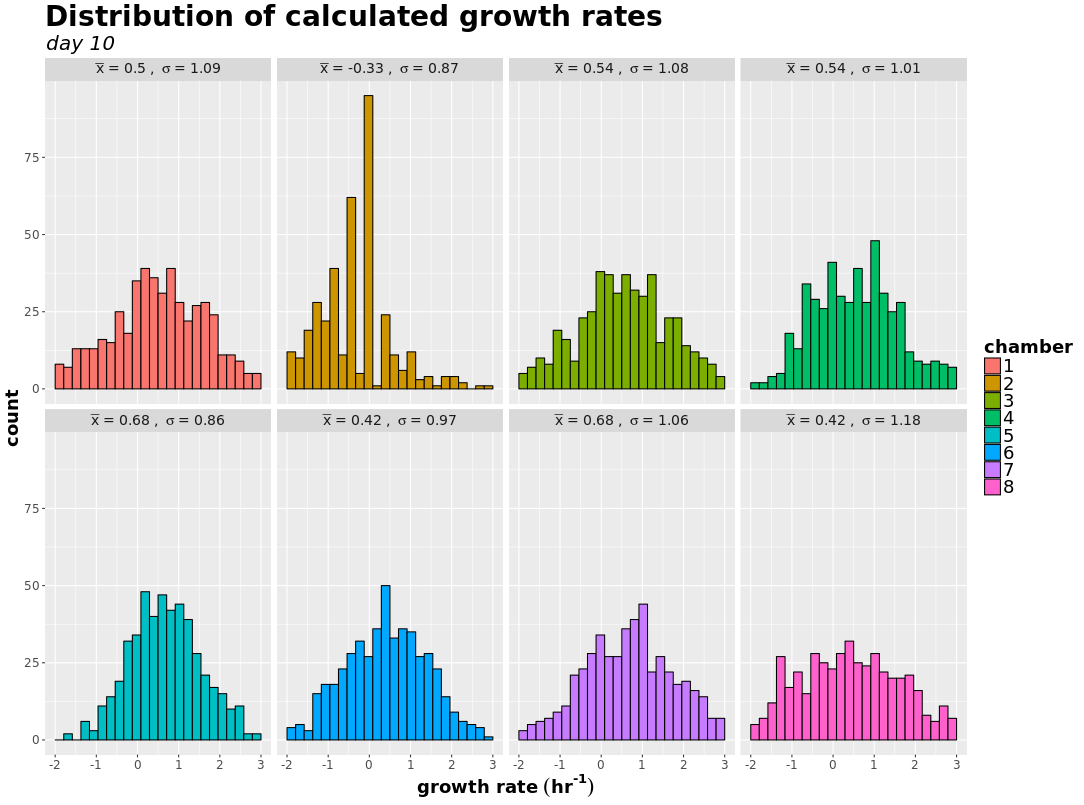 Distribution of calculated growth rates
day 10
x̅ = 0.5 , σ = 1.09
x̅ = -0.33 , σ = 0.87
x̅ = 0.54 , σ = 1.08
x̅ = 0.54 , σ = 1.01
75
50
25
0
x̅ = 0.68 , σ = 0.86
x̅ = 0.42 , σ = 0.97
x̅ = 0.68 , σ = 1.06
x̅ = 0.42 , σ = 1.18
75
50
25
0
count
-2 -1 0 1 2 3
-2 -1 0 1 2 3
-2 -1 0 1 2 3
-2 -1 0 1 2 3
growth rate (hr⁻¹)
chamber
1
2
3
4
5
6
7
8